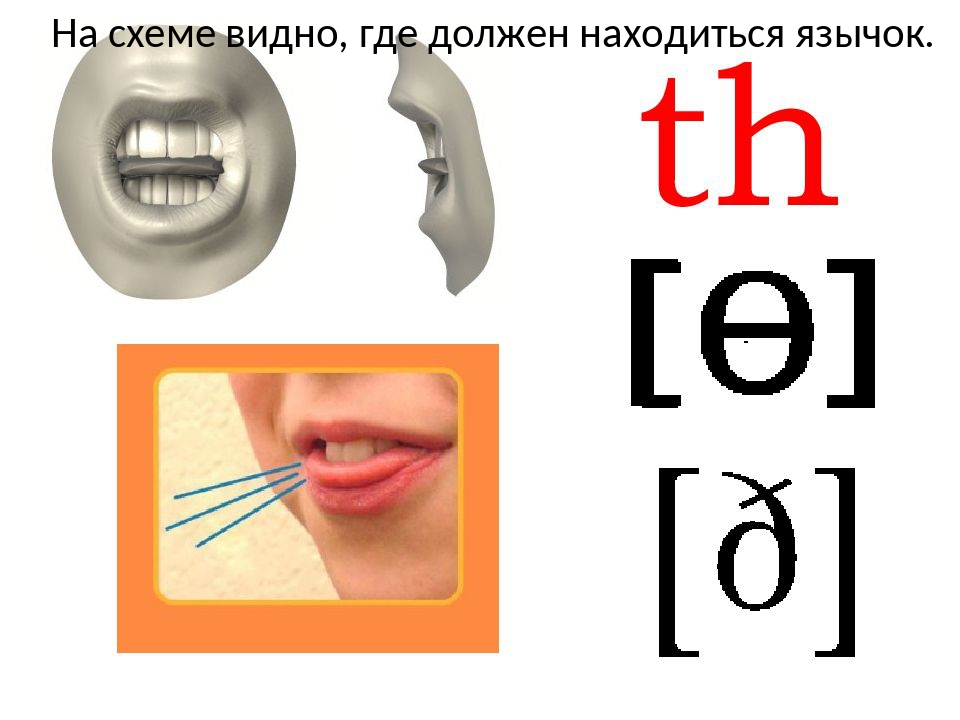 На схеме видно, где должен находиться язычок.
th
[θ]
[ð]